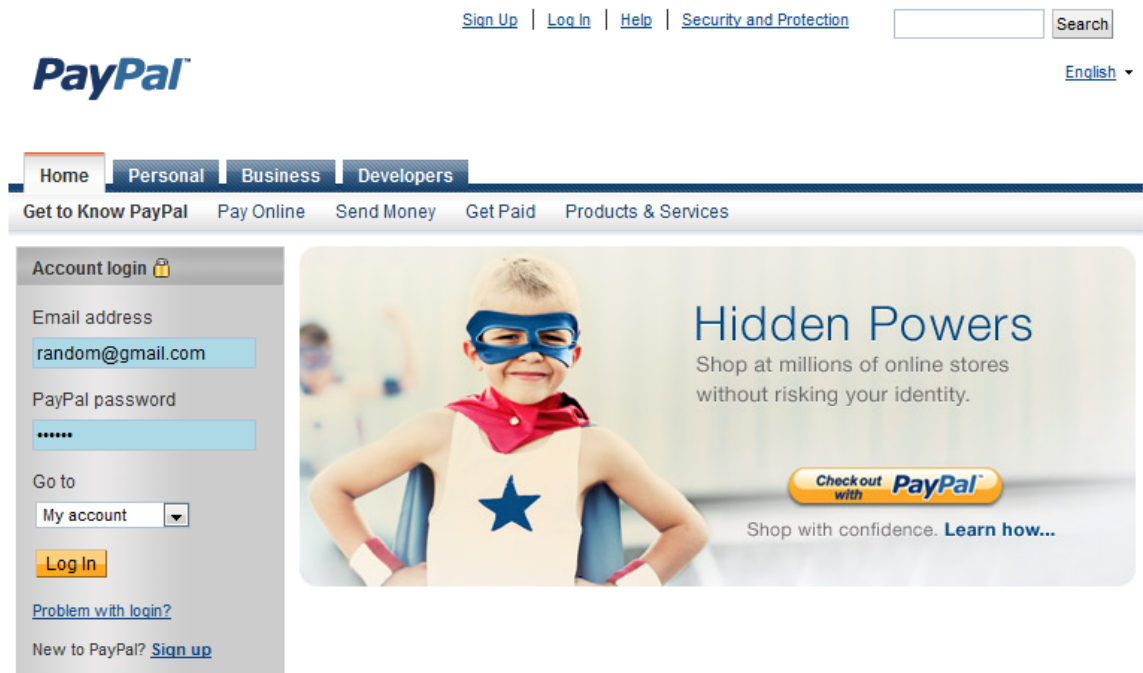 Sign Up | Log In | Help | Security and Protection Search
PayPal™
English
Home Personal Business Developers
Get to Know PayPal Pay Online Send Money Get Paid Products & Services
Account login
Email address
random@gmail.com
PayPal password
••••••
Go to
My account
Log In
Problem with login?
New to PayPal? Sign up
Hidden Powers
Shop at millions of online stores
without risking your identity.
Check out with PayPal™
Shop with confidence. Learn how...